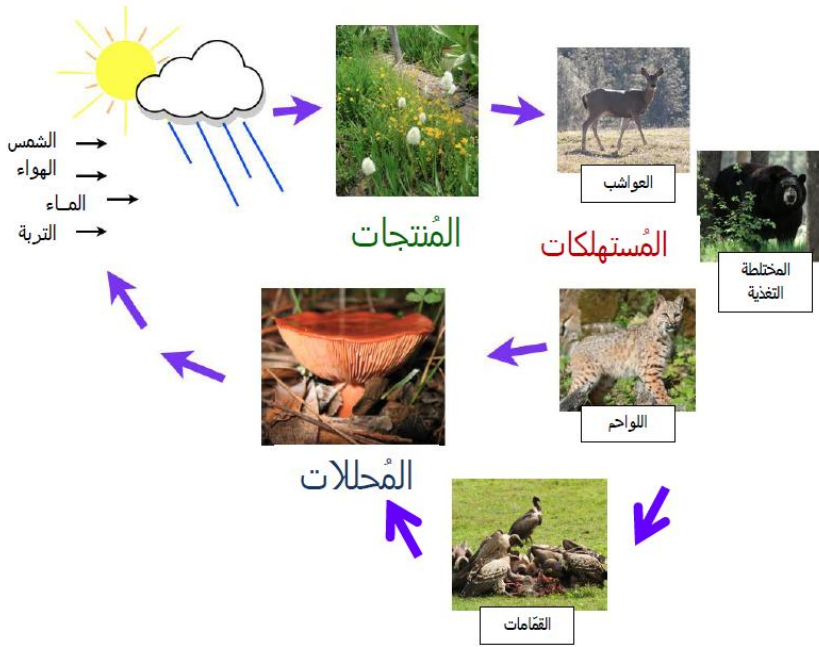 الشمس
الهواء
المـاء
التربة
المُنتجات
العواشب
المُستهلكات
المختلطة
التغذية
اللواحم
المُحللات
القمّامات